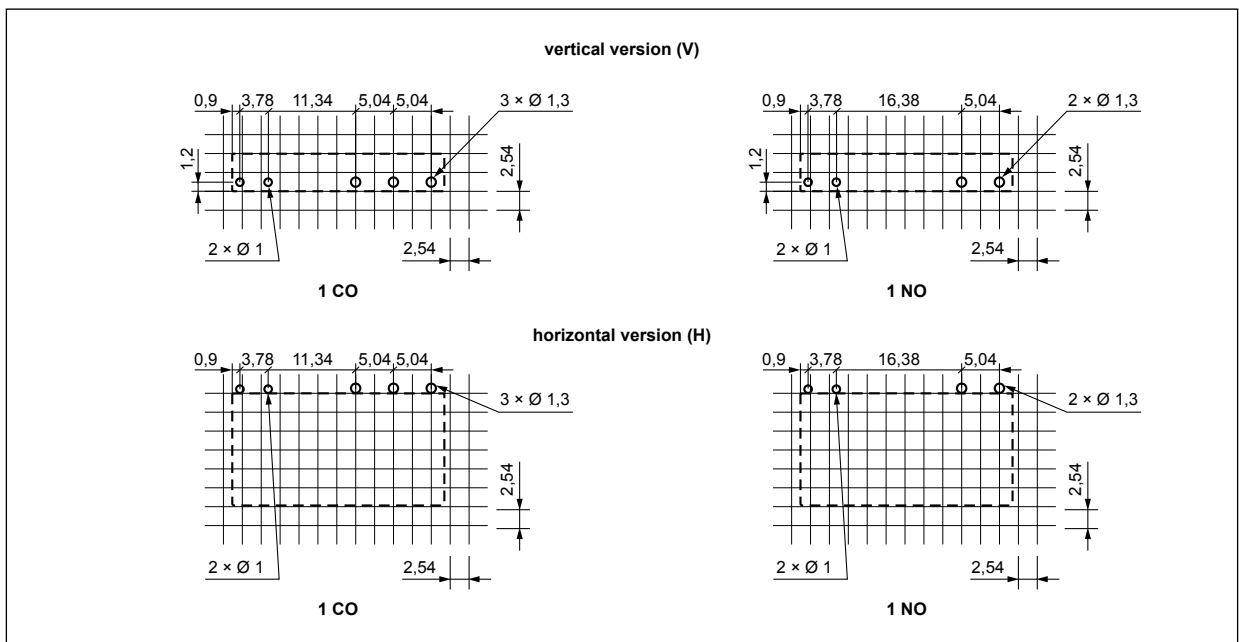 vertical version (V)
0,9 3,78 11,34 5,04 5,04 3 × Ø 1,3
1,2
2,54
2 × Ø 1
2,54
1 CO
0,9 3,78 16,38 5,04 2 × Ø 1,3
1,2
2,54
2 × Ø 1
2,54
1 NO
horizontal version (H)
0,9 3,78 11,34 5,04 5,04
3 × Ø 1,3
2,54
2 × Ø 1
2,54
1 CO
0,9 3,78 16,38 5,04
2 × Ø 1,3
2,54
2 × Ø 1
2,54
1 NO